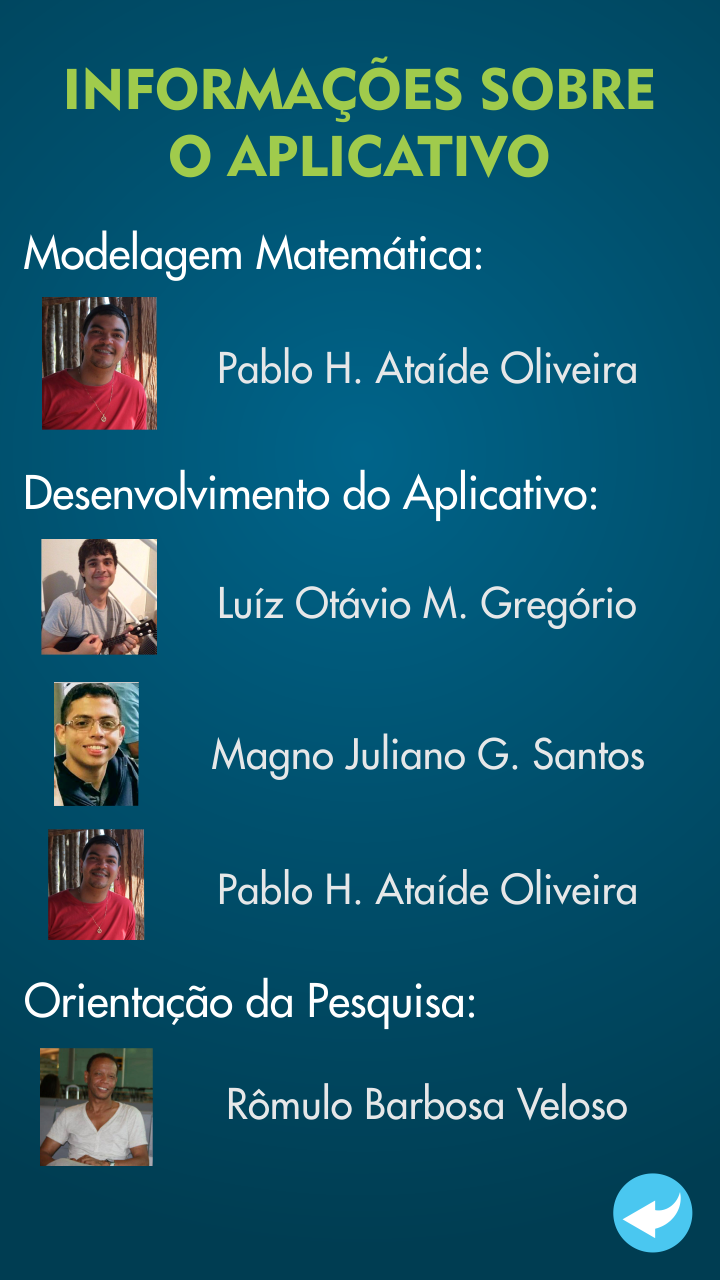 INFORMAÇÕES SOBRE
O APLICATIVO
Modelagem Matemática:
Pablo H. Ataíde Oliveira
Desenvolvimento do Aplicativo:
Luíz Otávio M. Gregório
Magno Juliano G. Santos
Pablo H. Ataíde Oliveira
Orientação da Pesquisa:
Rômulo Barbosa Veloso